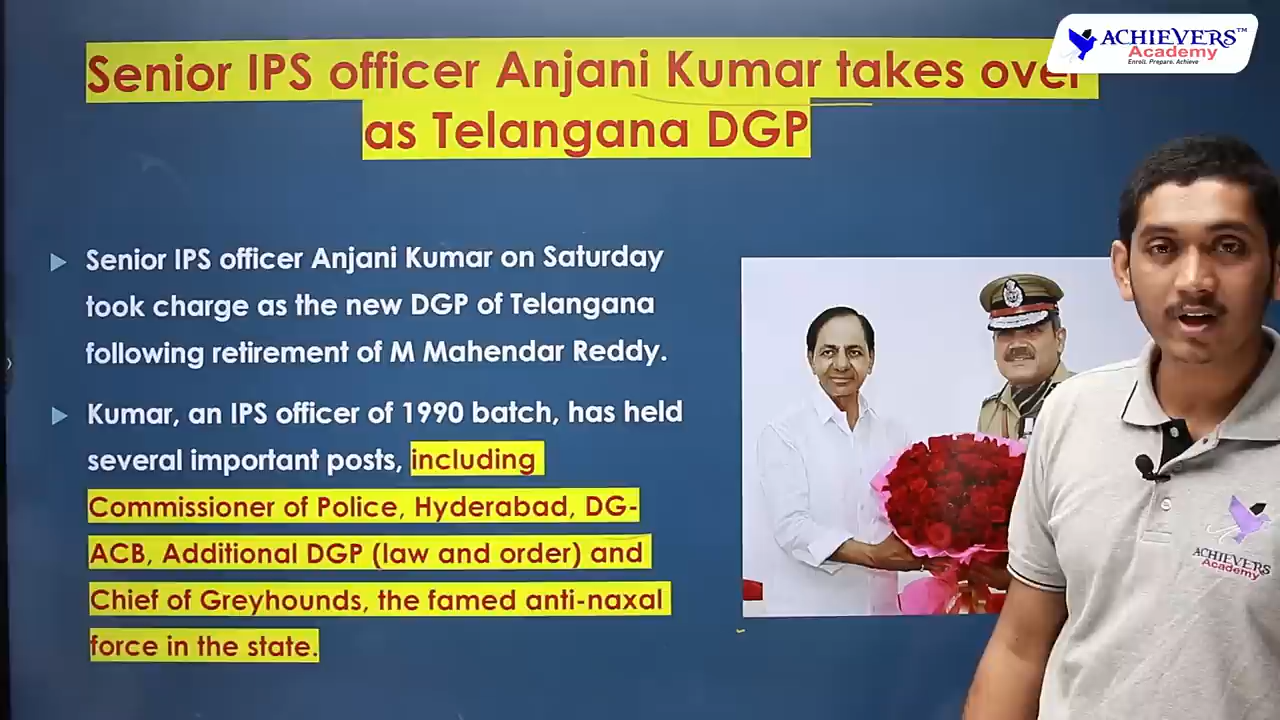 ACHIEVERS™
Academy
Enroll. Prepare. Achieve
Senior IPS officer Anjani Kumar takes over
as Telangana DGP
Senior IPS officer Anjani Kumar on Saturday
took charge as the new DGP of Telangana
following retirement of M Mahendar Reddy.
Kumar, an IPS officer of 1990 batch, has held
several important posts, including
Commissioner of Police, Hyderabad, DG-
ACB, Additional DGP (law and order) and
Chief of Greyhounds, the famed anti-naxal
force in the state.
ACHIEVERS
Academy